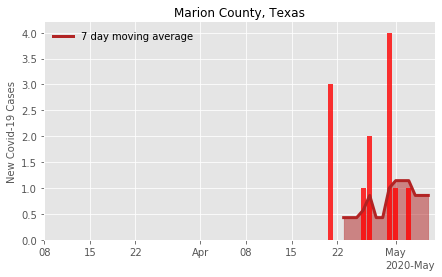 Marion County, Texas
7 day moving average
New Covid-19 Cases
4.0
3.5
3.0
2.5
2.0
1.5
1.0
0.5
0.0
08 15 22 Apr 08 15 22 May
2020-May